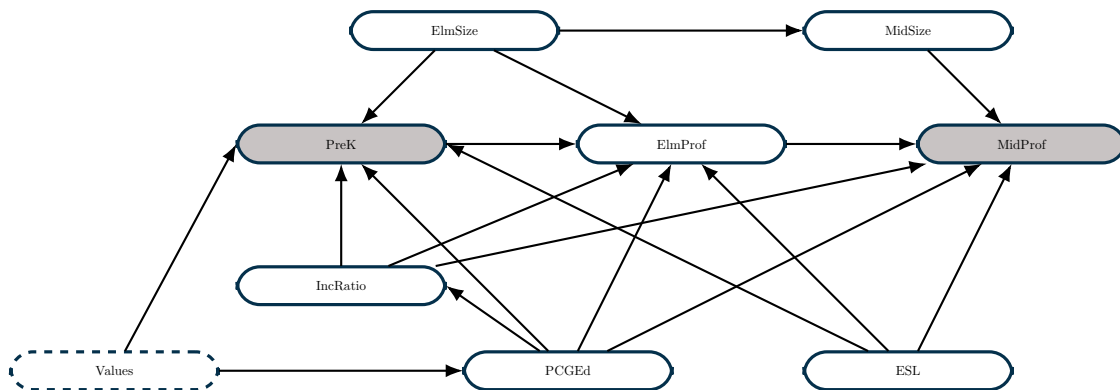 ElmSize
MidSize
PreK
ElmProf
MidProf
IncRatio
Values
PCGEd
ESL